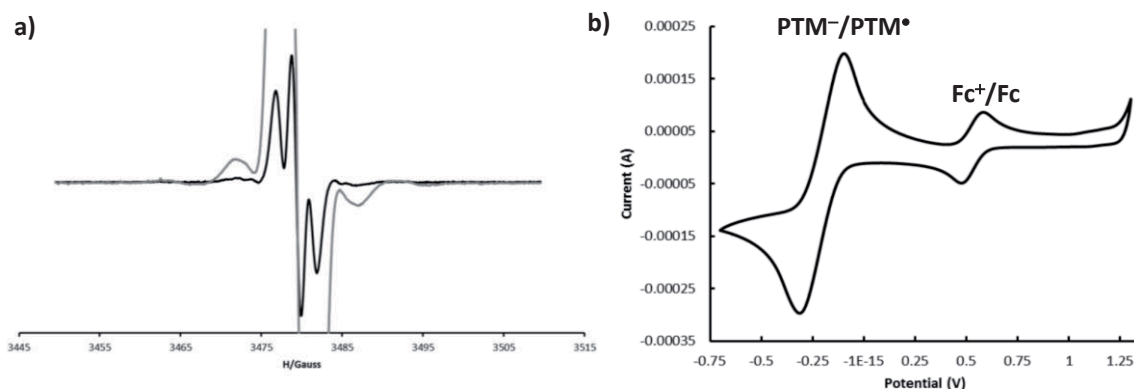 a)
3445 3455 3465 3475 3485 3495 3505 3515
H/Gauss
b)
PTM⁻/PTM•
Fc⁺/Fc
0.00025
0.00015
0.00005
-0.00005
-0.00015
-0.00025
-0.00035
Current (A)
-0.75 -0.5 -0.25 -1E-15 0.25 0.5 0.75 1 1.25
Potential (V)